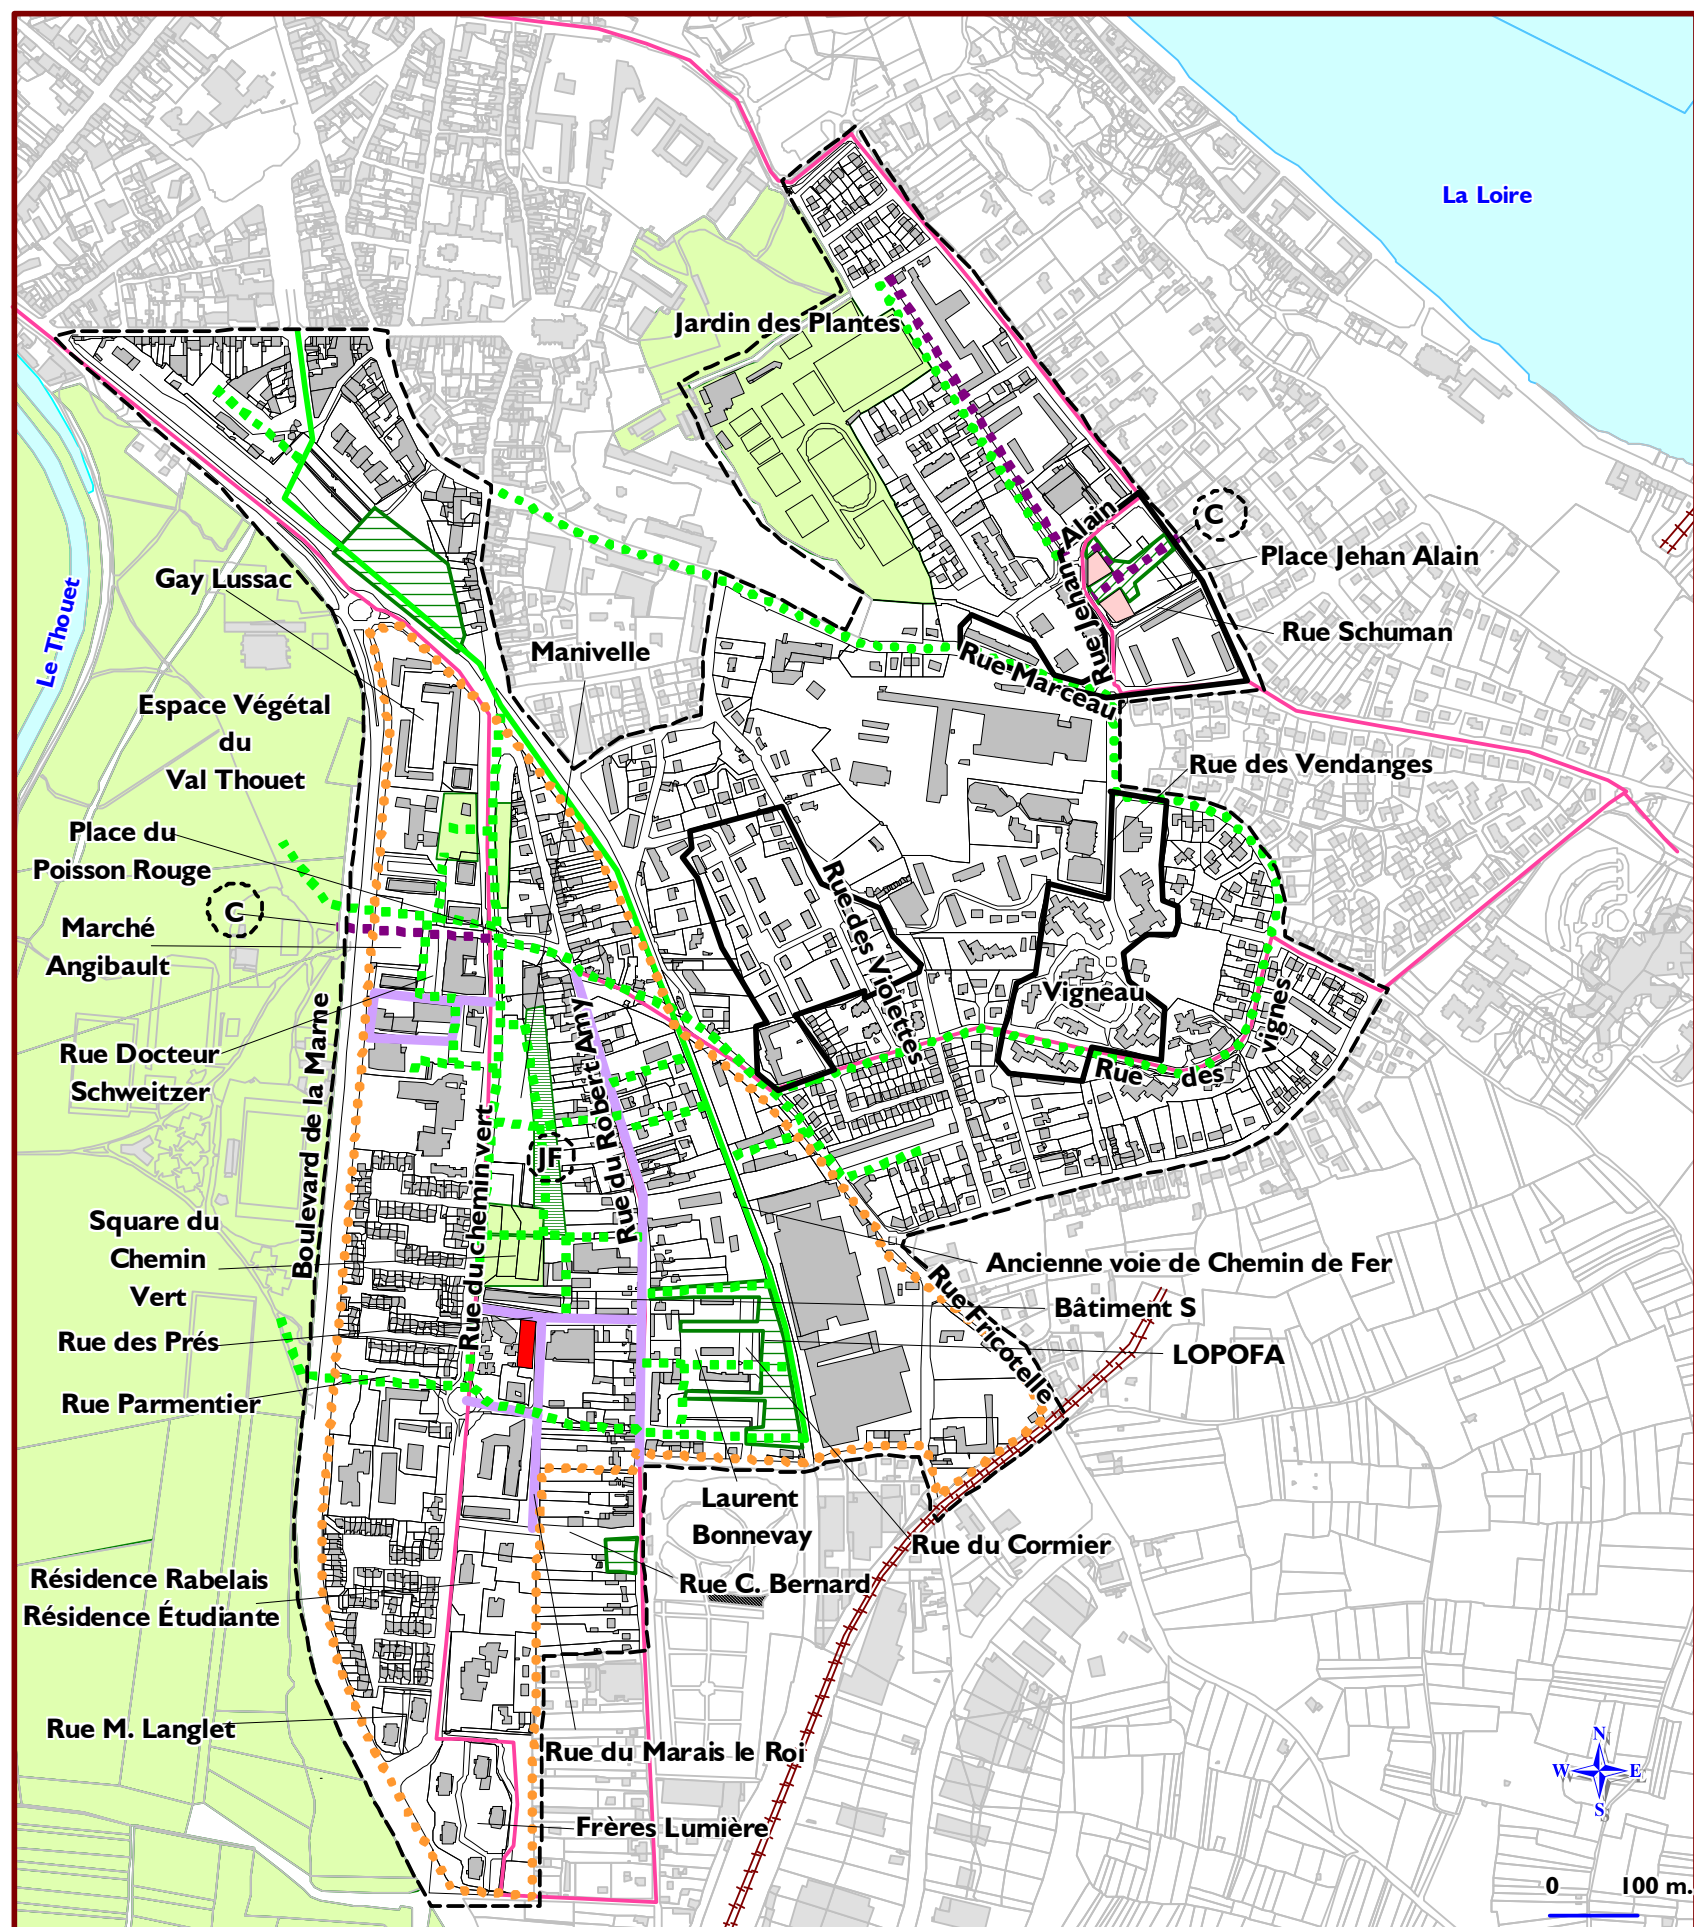 La Loire
Jardin des Plantes
C
Rue Jehan Alain
Place Jehan Alain
Gay Lussac
Le Thouet
Rue Schuman
Manivelle
Rue Marceau
Espace Végétal
du
Val Thouet
Rue des Vendanges
Place du
Poisson Rouge
Rue des Violettes
C
Marché
Angibault
Vigneau
Rue des vignes
Boulevard de la Marne
Rue du Robert Amy
Rue Docteur
Schweitzer
Rue du chemin vert
JF
Square du
Chemin
Vert
Ancienne voie de Chemin de Fer
Rue Fricotelle
Bâtiment S
Rue des Prés
LOPOFA
Rue Parmentier
Laurent
Bonnevay
Rue du Cormier
Rue C. Bernard
Résidence Rabelais
Résidence Étudiante
Rue M. Langlet
Rue du Marais le Roi
Frères Lumière
N
W E
S
0 100 m.